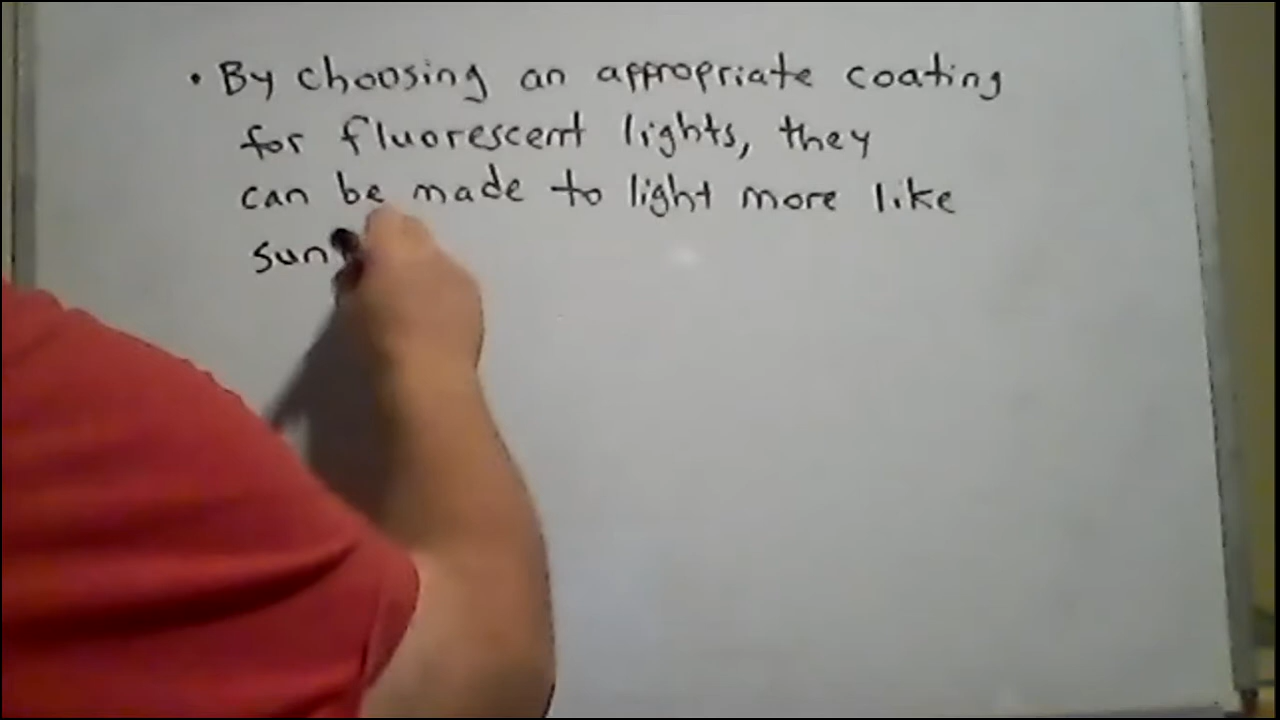 • By choosing an appropriate coating
for fluorescent lights, they
can be made to light more like
sun